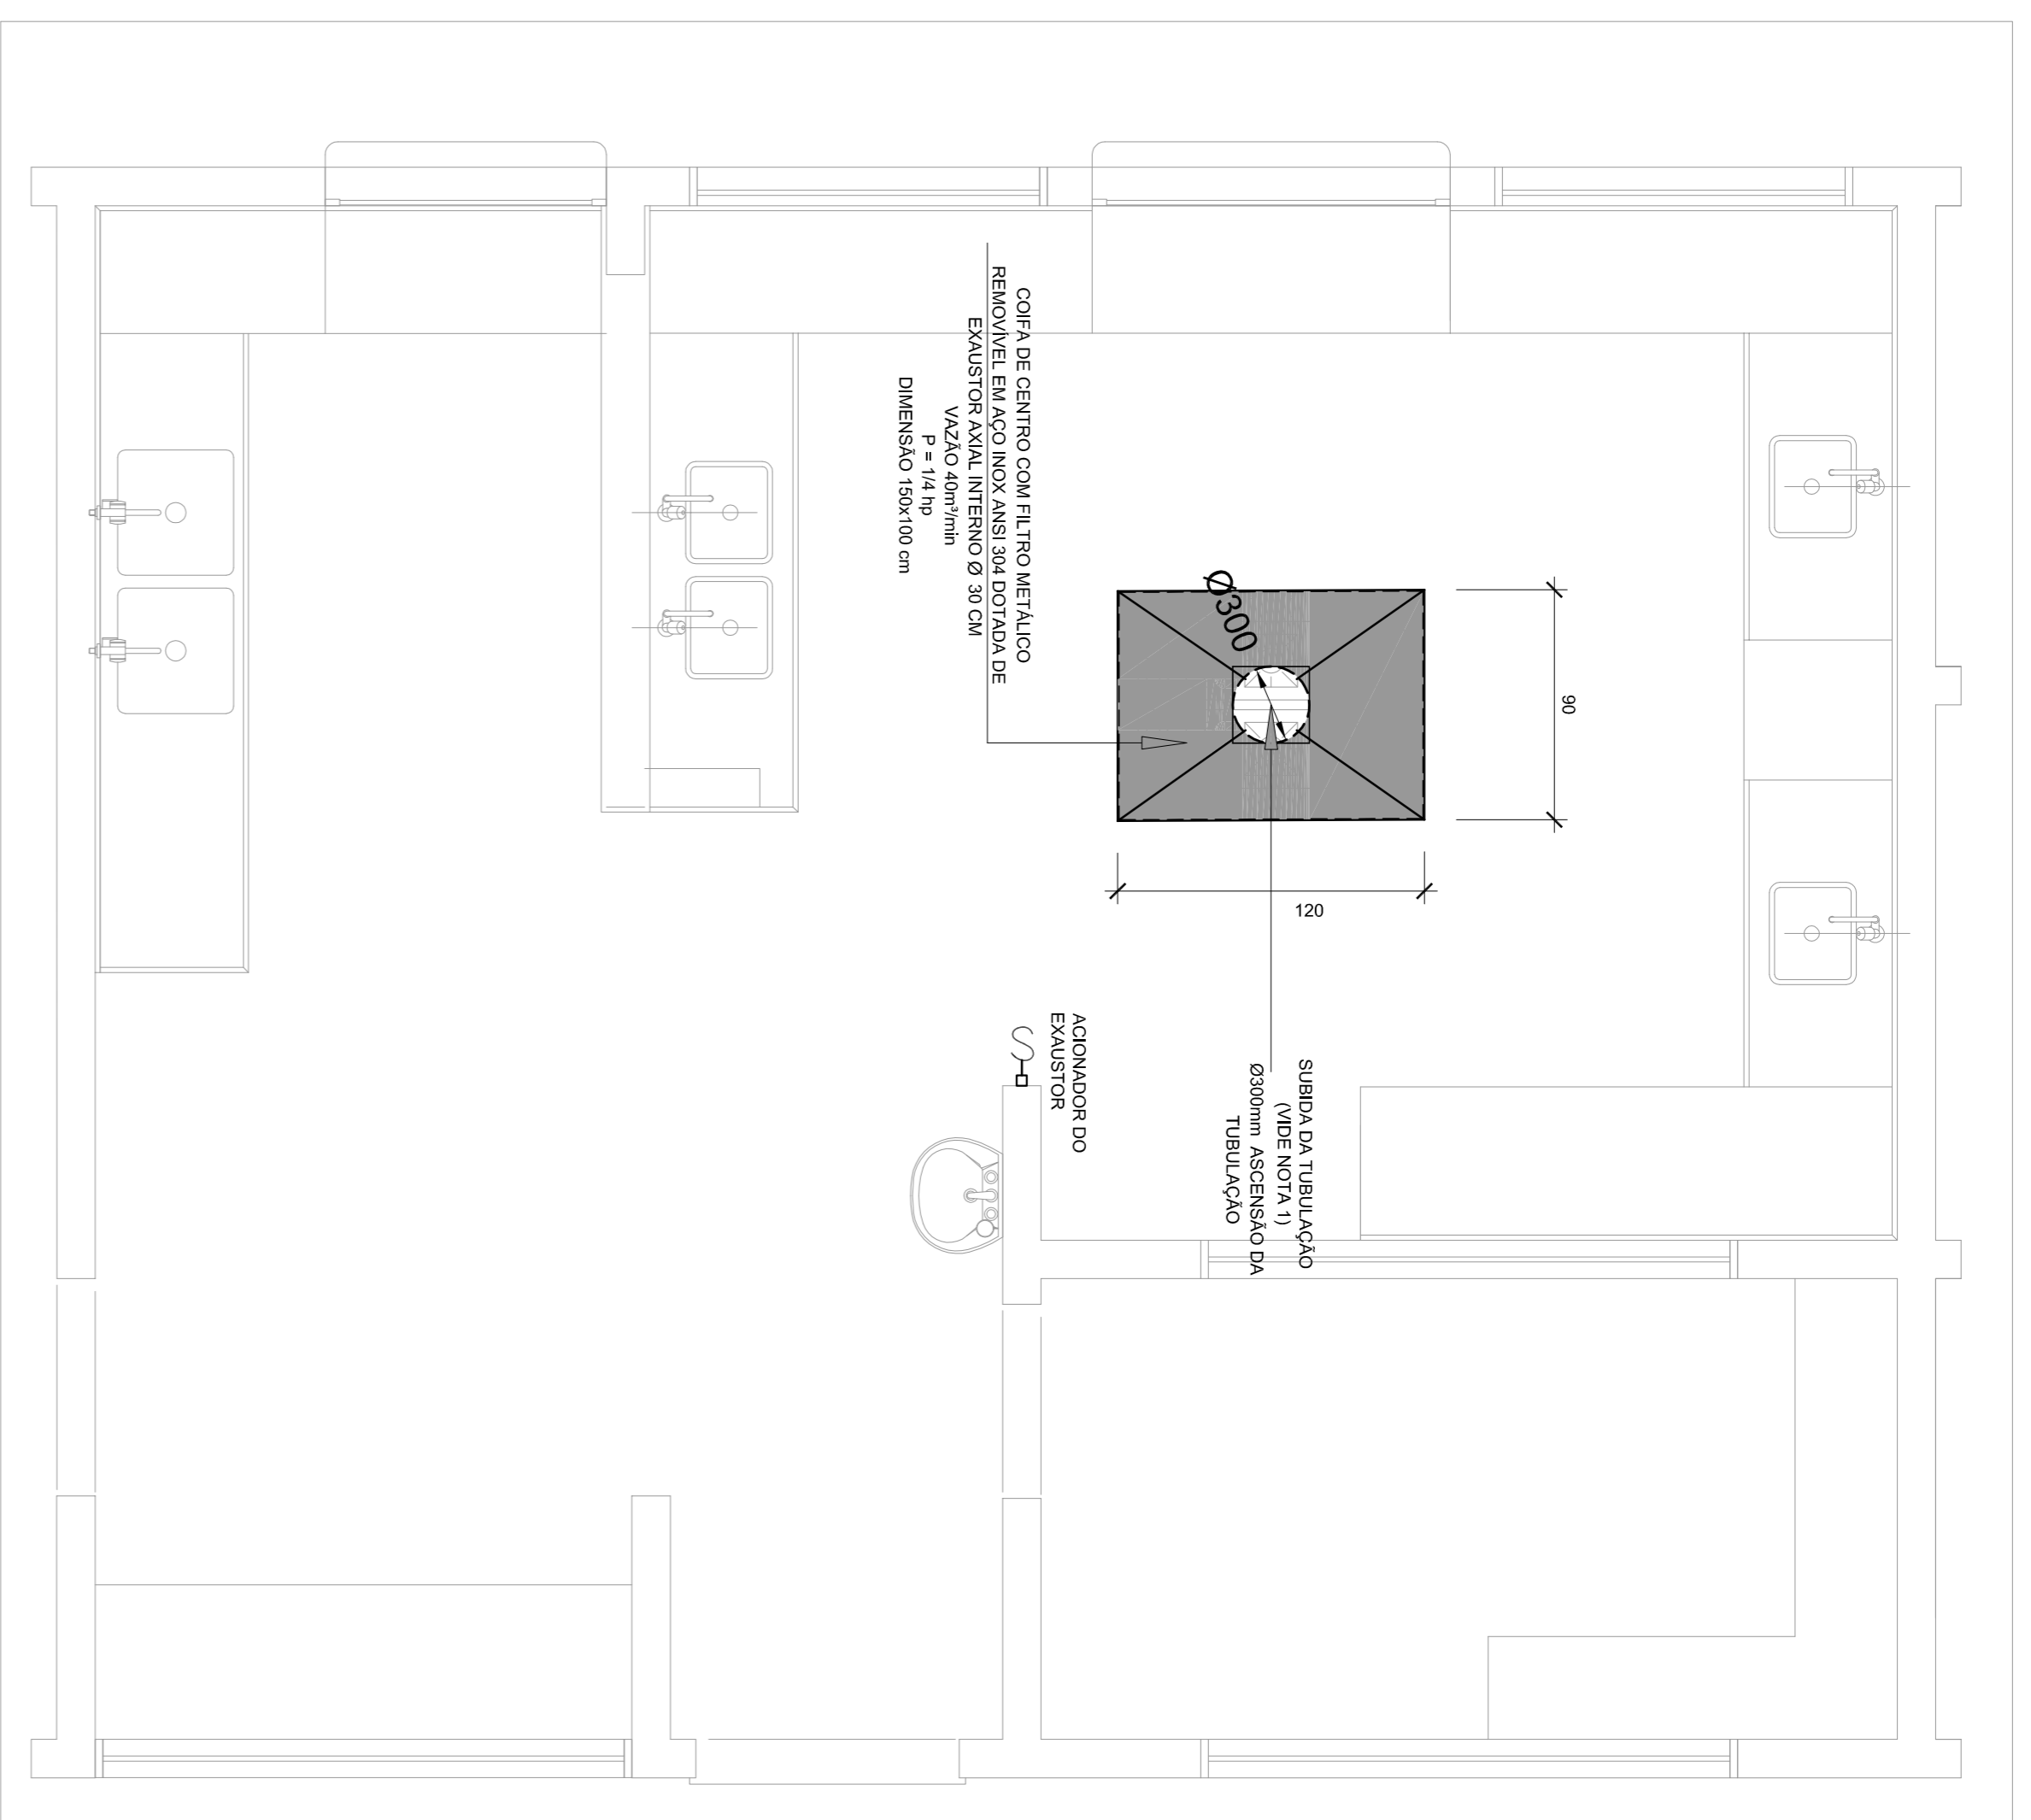 COIFA DE CENTRO COM FILTRO METÁLICO
REMOVÍVEL EM AÇO INOX ANSI 304 DOTADA DE
EXAUSTOR AXIAL INTERNO Ø 30 CM
VAZÃO 40m³/min
P = 1/4 hp
DIMENSÃO 150x100 cm
Ø300
90
120
ACIONADOR DO
EXAUSTOR
SUBIDA DA TUBULAÇÃO
(VIDE NOTA 1)
Ø300mm ASCENSÃO DA
TUBULAÇÃO